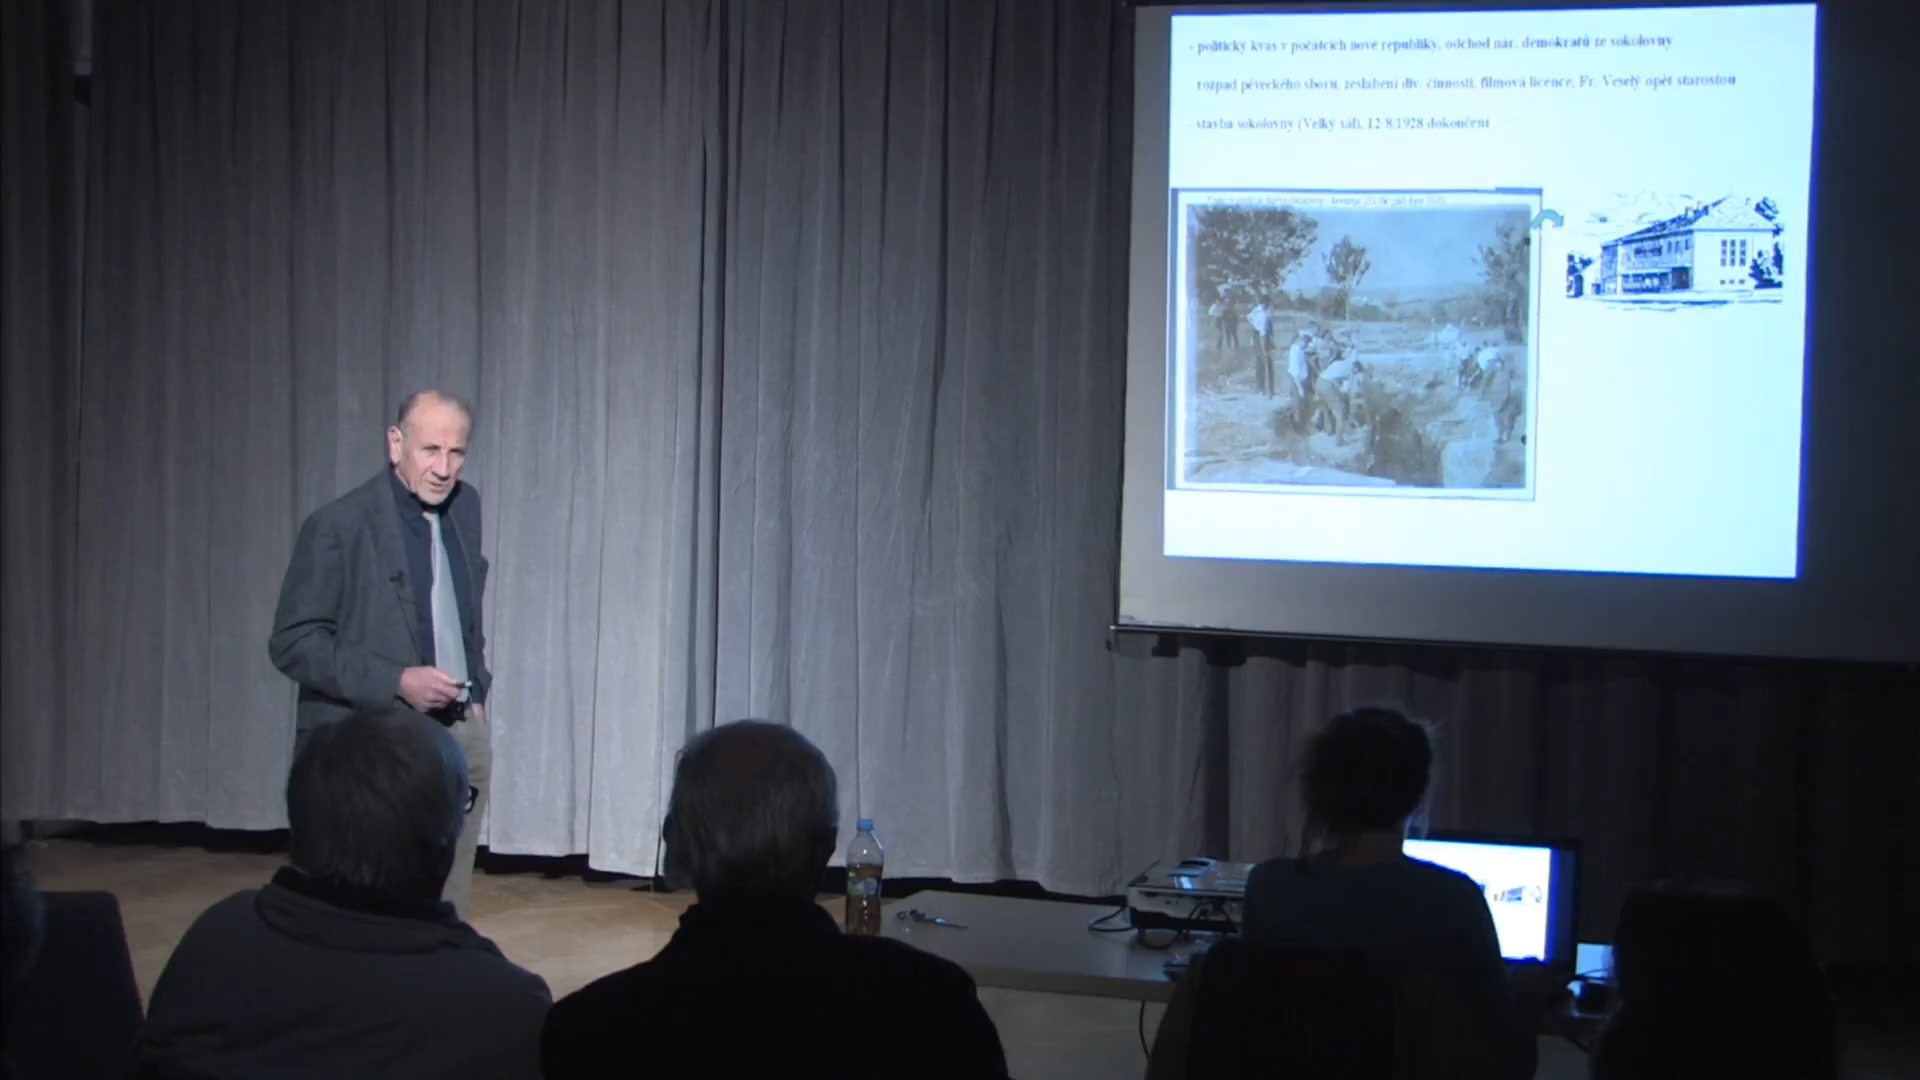 - politický kvas v počátcích nové republiky, odchod nár. demokratů ze sokolovny
- rozpad pěveckého sboru, zeslabení div. činnosti, filmová licence, Fr. Veselý opět starostou
- stavba sokolovny (Velký sál), 12/8/1928 dokončení